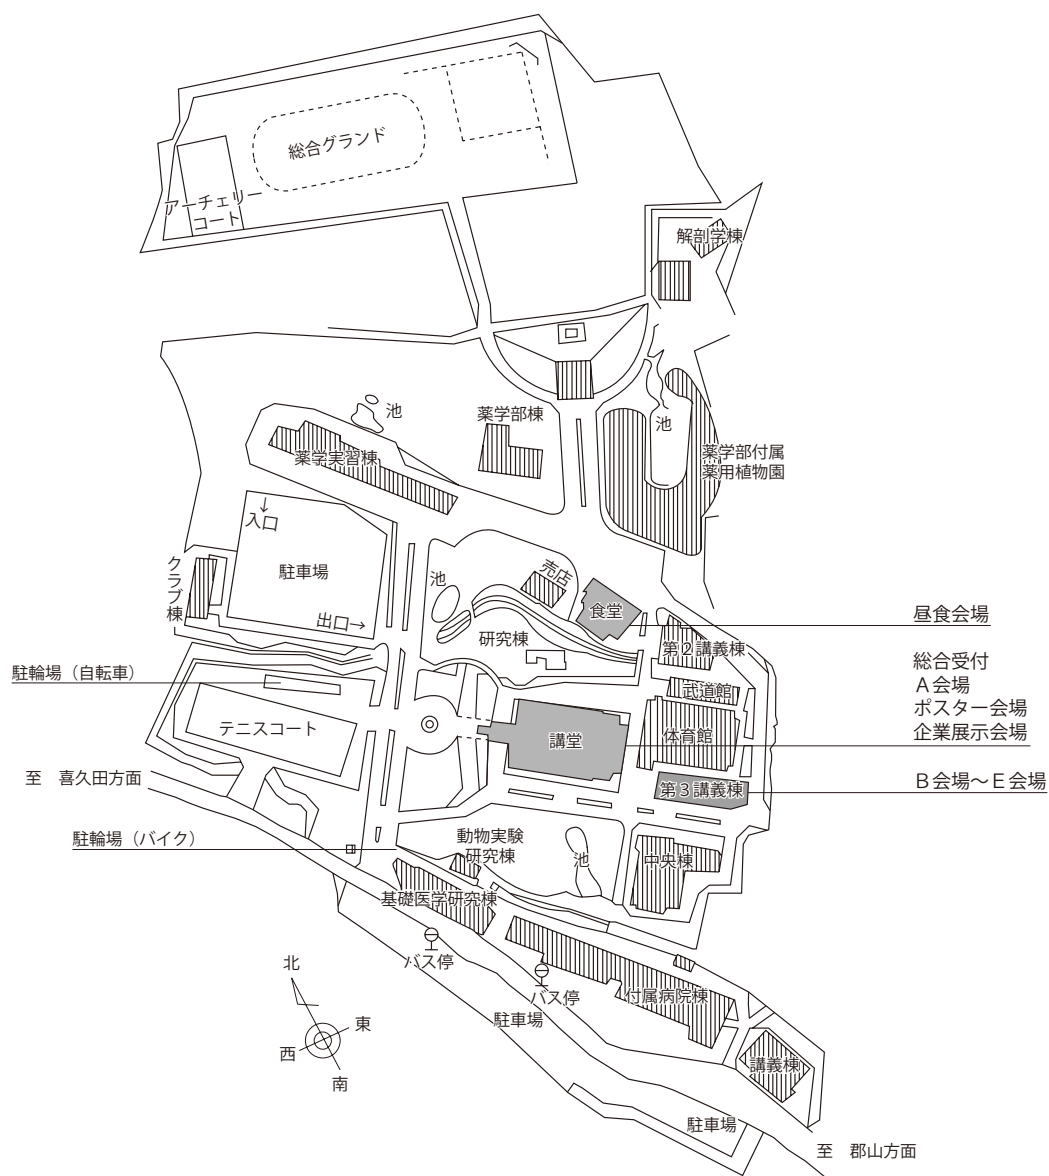 総合グランド
アーチェリー
コート
解剖学棟
池
薬学部棟
池
薬学実習棟
薬学部付属
薬用植物園
↓
入口
駐車場
出口→
クラブ棟
池
売店
食堂
昼食会場
研究棟
第２講義棟
総合受付
Ａ会場
ポスター会場
企業展示会場
駐輪場（自転車）
武道館
テニスコート
講堂
体育館
至　喜久田方面
第３講義棟
Ｂ会場～Ｅ会場
駐輪場（バイク）
動物実験
研究棟
池
中央棟
基礎医学研究棟
バス停
バス停
付属病院棟
駐車場
北
東
西
南
講義棟
駐車場
至　郡山方面